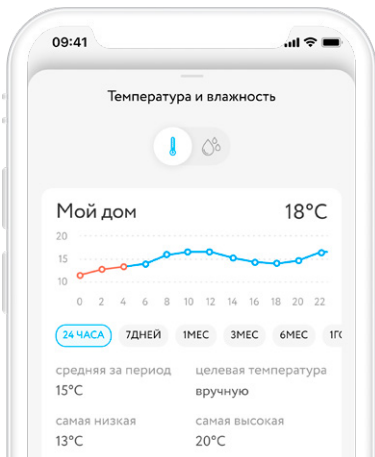 09:41
Температура и влажность
Мой дом 18°C
20
15
10
0 2 4 6 8 10 12 14 16 18 20 22
24 ЧАСА 7ДНЕЙ 1МЕС 3МЕС 6МЕС
средняя за период целевая температура
15°C вручную
самая низкая самая высокая
13°C 20°C